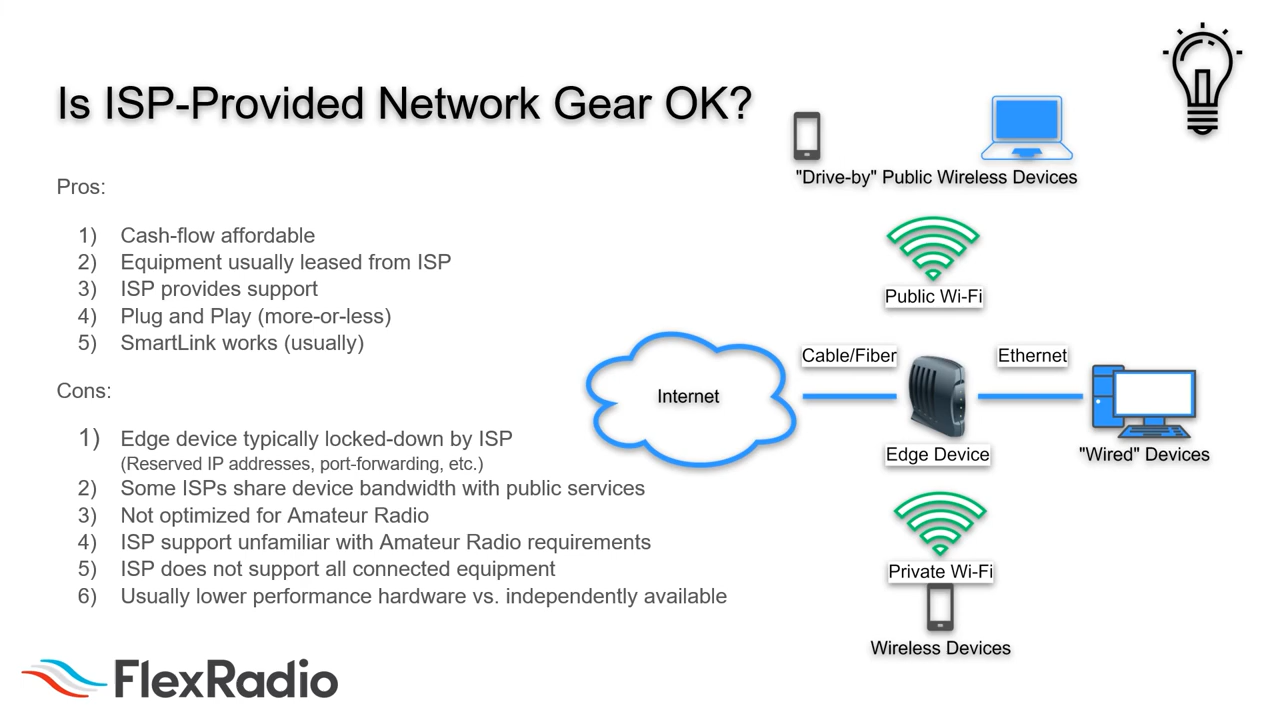 Is ISP-Provided Network Gear OK?
Pros:
1) Cash-flow affordable
2) Equipment usually leased from ISP
3) ISP provides support
4) Plug and Play (more-or-less)
5) SmartLink works (usually)
Cons:
1) Edge device typically locked-down by ISP
(Reserved IP addresses, port-forwarding, etc.)
2) Some ISPs share device bandwidth with public services
3) Not optimized for Amateur Radio
4) ISP support unfamiliar with Amateur Radio requirements
5) ISP does not support all connected equipment
6) Usually lower performance hardware vs. independently available
"Drive-by" Public Wireless Devices
Public Wi-Fi
Internet
Cable/Fiber
Ethernet
Edge Device
"Wired" Devices
Private Wi-Fi
Wireless Devices
FlexRadio